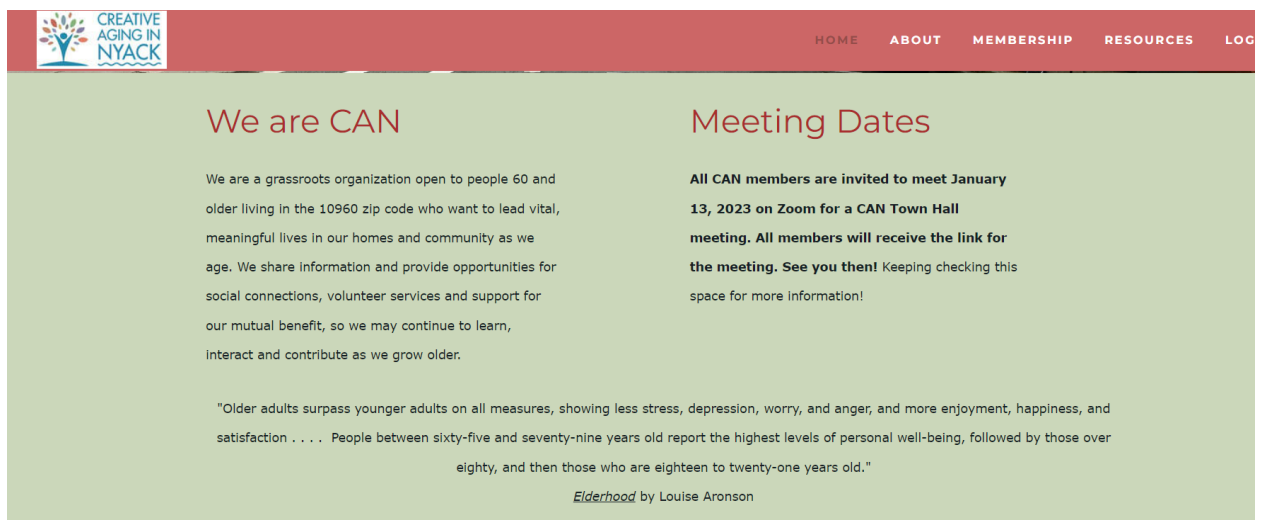 CREATIVE
AGING IN
NYACK
HOME ABOUT MEMBERSHIP RESOURCES LOG
We are CAN
We are a grassroots organization open to people 60 and
older living in the 10960 zip code who want to lead vital,
meaningful lives in our homes and community as we
age. We share information and provide opportunities for
social connections, volunteer services and support for
our mutual benefit, so we may continue to learn,
interact and contribute as we grow older.
Meeting Dates
All CAN members are invited to meet January
13, 2023 on Zoom for a CAN Town Hall
meeting. All members will receive the link for
the meeting. See you then! Keeping checking this
space for more information!
"Older adults surpass younger adults on all measures, showing less stress, depression, worry, and anger, and more enjoyment, happiness, and
satisfaction . . . .  People between sixty-five and seventy-nine years old report the highest levels of personal well-being, followed by those over
eighty, and then those who are eighteen to twenty-one years old."
Elderhood by Louise Aronson